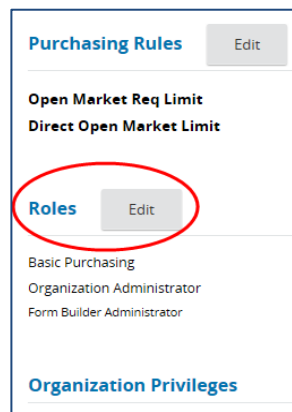 Purchasing Rules Edit
Open Market Req Limit
Direct Open Market Limit
Roles Edit
Basic Purchasing
Organization Administrator
Form Builder Administrator
Organization Privileges